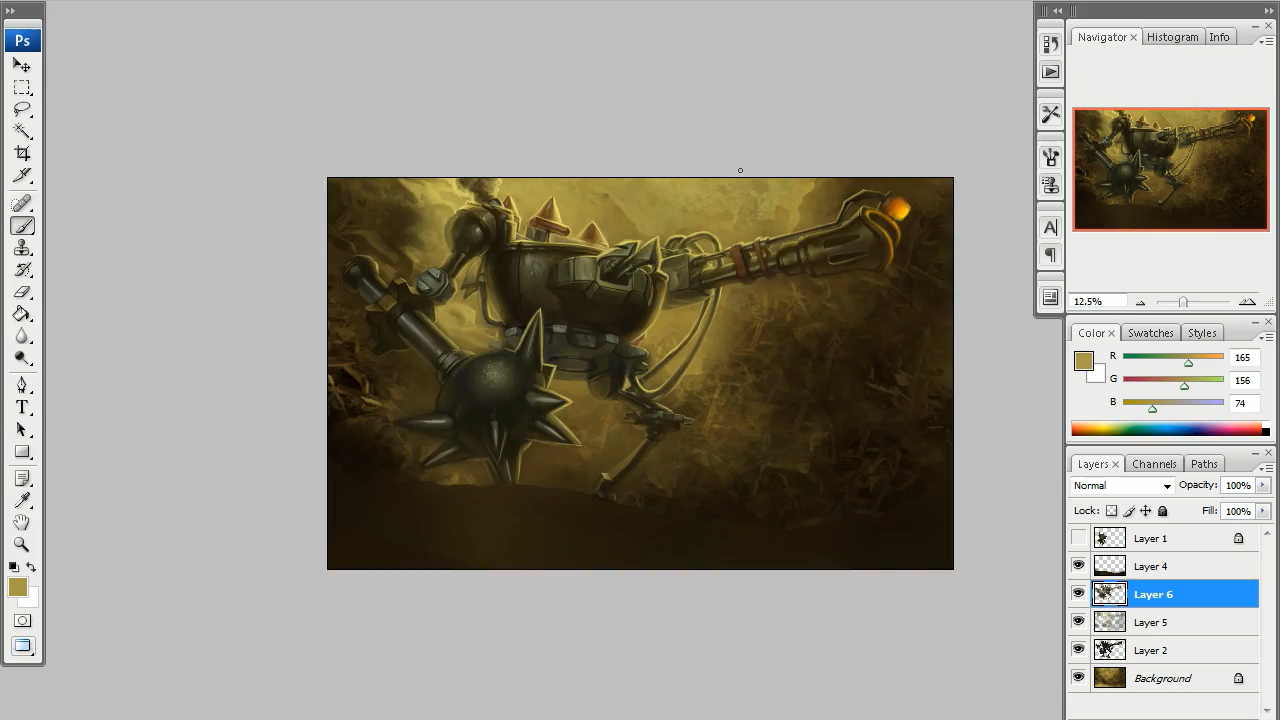 Ps
Navigator Histogram Info
12.5%
Color Swatches Styles
R 165
G 156
B 74
Layers Channels Paths
Normal Opacity: 100%
Lock: Fill: 100%
Layer 1
Layer 4
Layer 6
Layer 5
Layer 2
Background